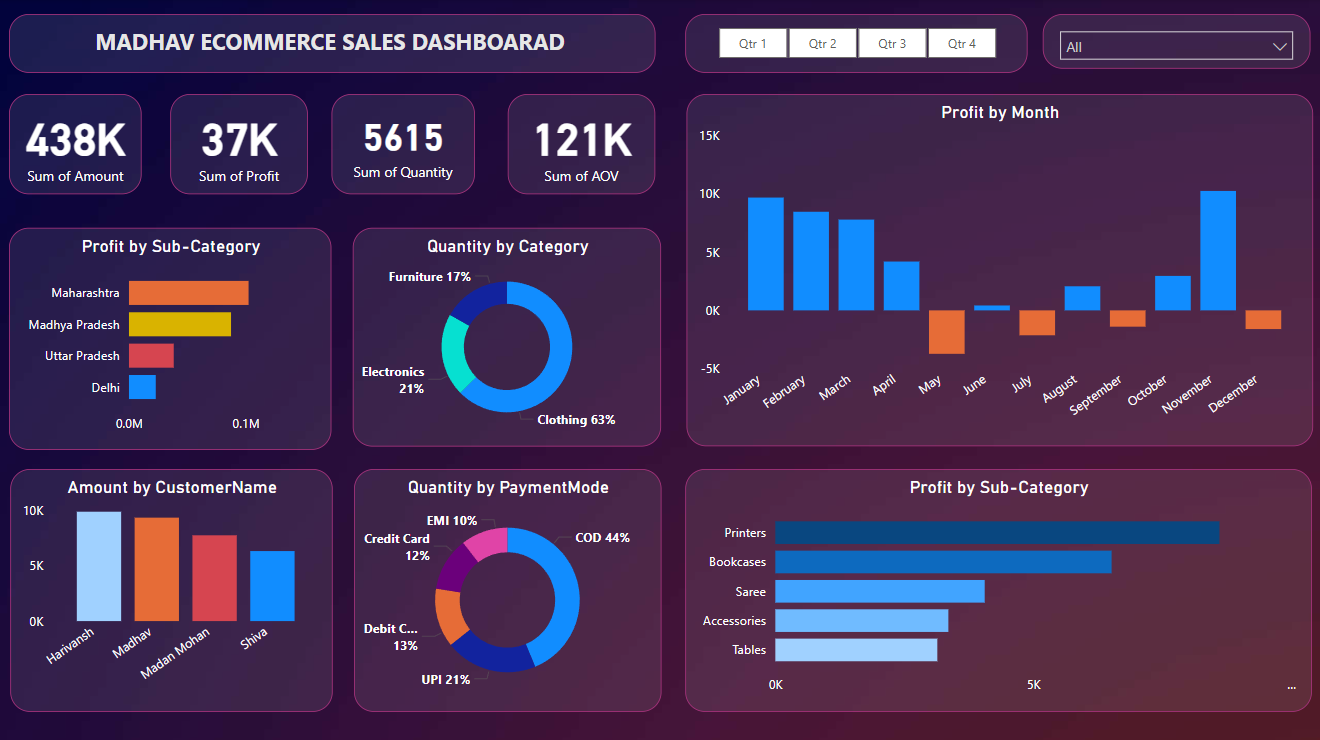 MADHAV ECOMMERCE SALES DASHBOARAD
Qtr 1
Qtr 2
Qtr 3
Qtr 4
All
438K
Sum of Amount
37K
Sum of Profit
5615
Sum of Quantity
121K
Sum of AOV
Profit by Month
15K
10K
5K
0K
-5K
January
February
March
April
May
June
July
August
September
October
November
December
Profit by Sub-Category
Maharashtra
Madhya Pradesh
Uttar Pradesh
Delhi
0.0M
0.1M
Quantity by Category
Furniture 17%
Electronics
21%
Clothing 63%
Amount by CustomerName
10K
5K
0K
Harivansh
Madhav
Madan Mohan
Shiva
Quantity by PaymentMode
EMI 10%
Credit Card
12%
COD 44%
Debit C...
13%
UPI 21%
Profit by Sub-Category
Printers
Bookcases
Saree
Accessories
Tables
0K
5K
...